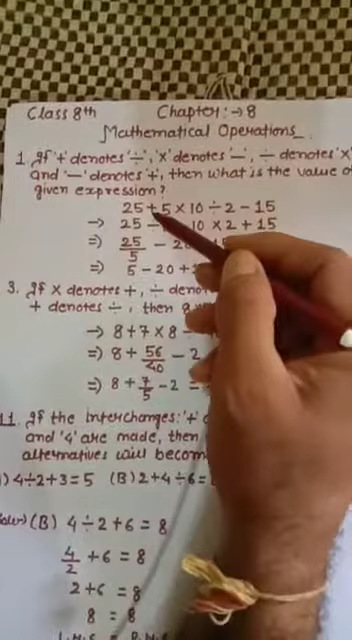 Class 8th Chapter:→8
Mathematical Operations
1. If '+' denotes '÷', 'x' denotes '—', ÷ denotes 'x'
and '—' denotes '+', then what is the value of
given expression?
25+5×10÷2-15
→ 25 10×2+15
⇒ 25/5 - 20
⇒ 5-20+
3. If × denotes +, ÷
+ denotes ÷, then
→ 8+7×8
⇒ 8+56/40-2
⇒ 8+7/5-2 =
11. If the interchanges: '+'
and '4' are made, then
alternatives will become
4÷2+3=5 (B) 2+4÷6=
(B) 4÷2+6=8
4/2+6=8
2+6=8
8=8